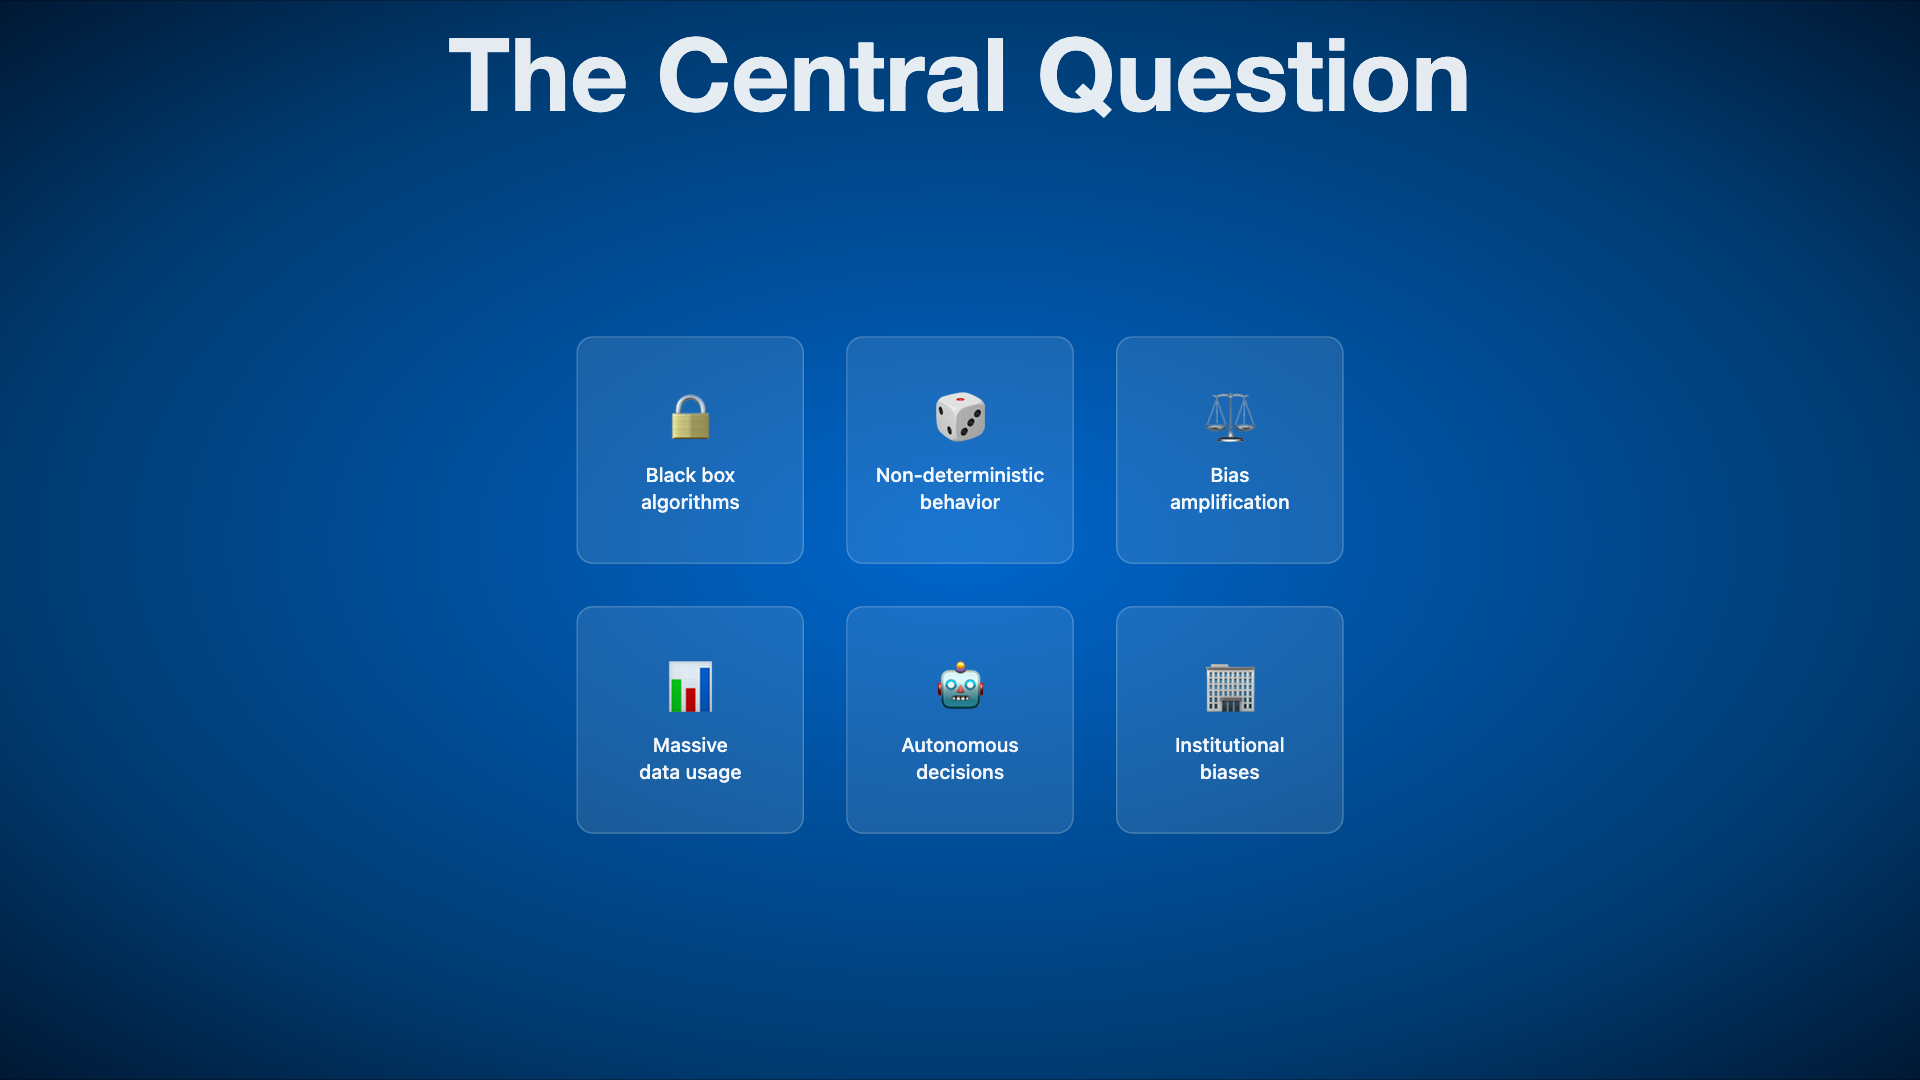 The Central Question
Black box
algorithms
Non-deterministic
behavior
Bias
amplification
Massive
data usage
Autonomous
decisions
Institutional
biases